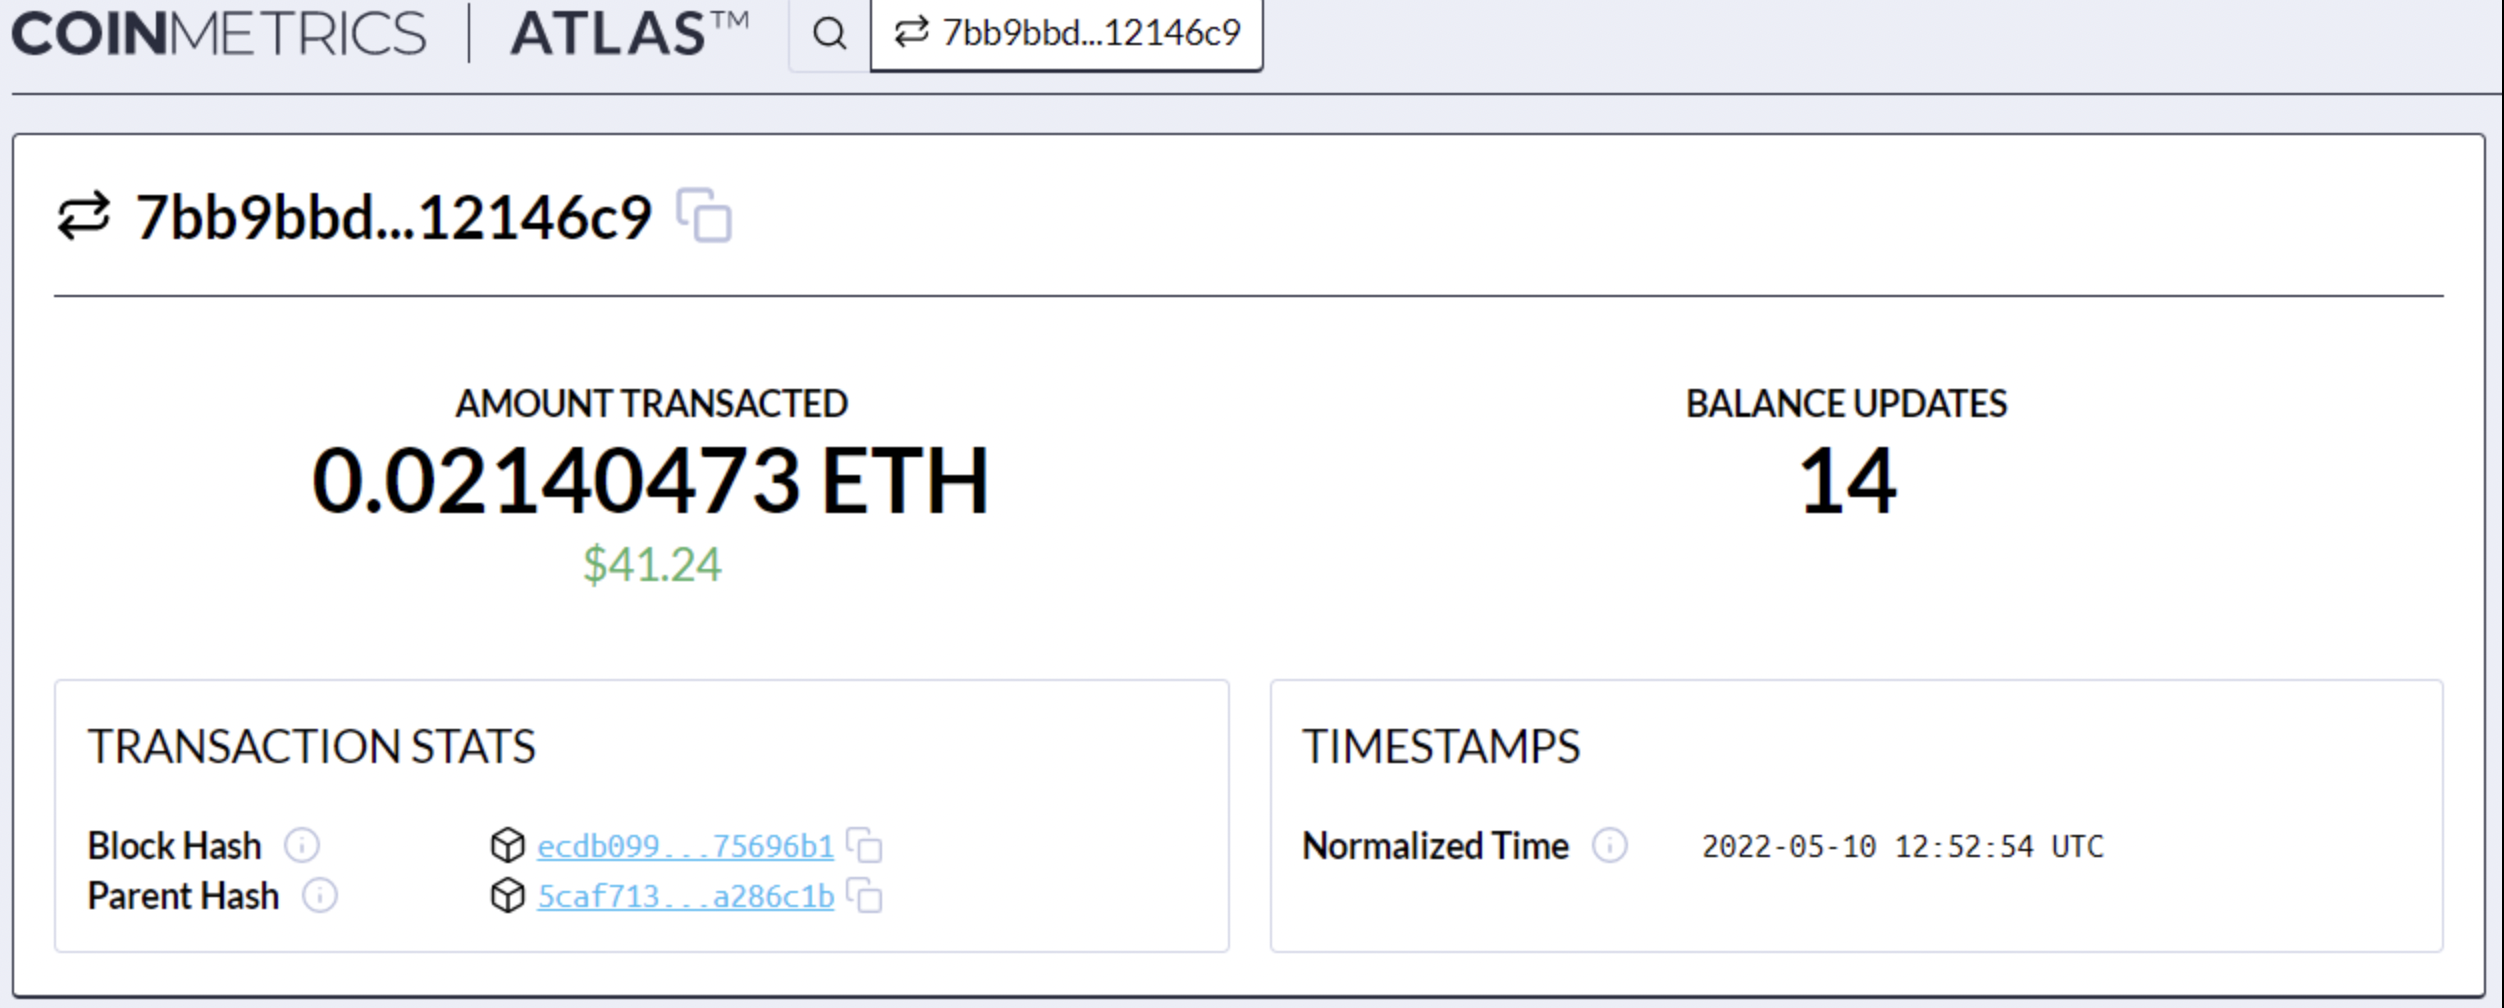 COINMETRICS | ATLAS™ 7bb9bbd...12146c9
7bb9bbd...12146c9
AMOUNT TRANSACTED
0.02140473 ETH
$41.24
BALANCE UPDATES
14
TRANSACTION STATS
Block Hash ecdb099...75696b1
Parent Hash 5caf713...a286c1b
TIMESTAMPS
Normalized Time 2022-05-10 12:52:54 UTC